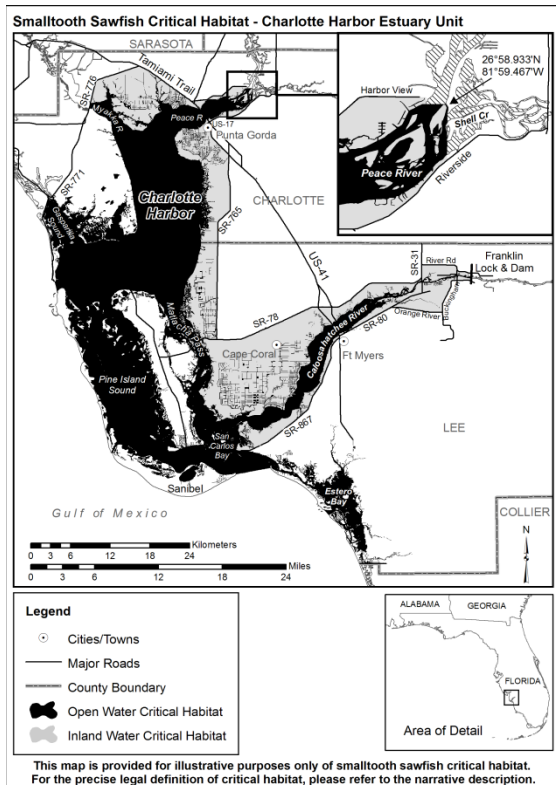 Smalltooth Sawfish Critical Habitat - Charlotte Harbor Estuary Unit
SARASOTA
Tamiami Trail
SR-776
Myakka R
Peace R
US-17
Punta Gorda
26°58.933'N
81°59.467'W
Harbor View
Shell Cr
Peace River
Riverside
SR-771
Gasparilla Sound
Charlotte
Harbor
CHARLOTTE
SR-765
US-41
SR-31
River Rd
Franklin
Lock & Dam
Buckingham
Orange River
SR-80
SR-78
Matlacha Pass
Cape Coral
Caloosahatchee River
Ft Myers
Pine Island
Sound
SR-867
San
Carlos
Bay
LEE
Sanibel
Estero
Bay
Gulf of Mexico
COLLIER
N
Kilometers
0 3 6 12 18 24
Miles
0 3 6 12 18 24
Legend
Cities/Towns
Major Roads
County Boundary
Open Water Critical Habitat
Inland Water Critical Habitat
ALABAMA
GEORGIA
FLORIDA
Area of Detail
This map is provided for illustrative purposes only of smalltooth sawfish critical habitat.
For the precise legal definition of critical habitat, please refer to the narrative description.